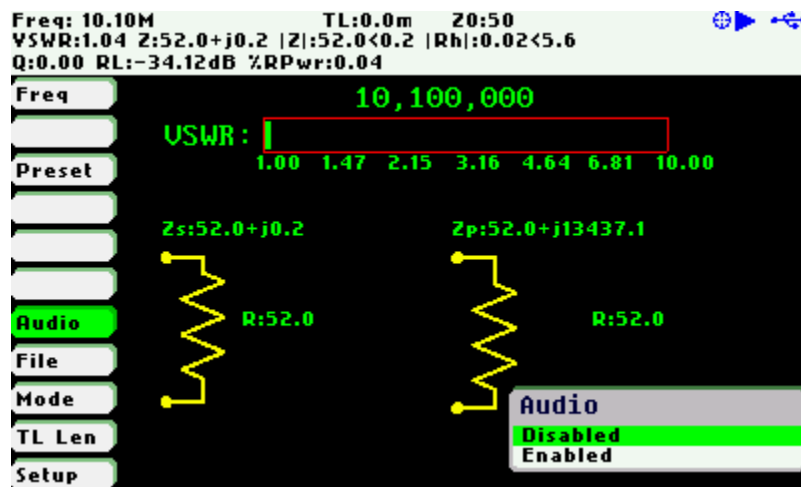 Freq: 10.10M TL:0.0m Z0:50
VSWR:1.04 Z:52.0+j0.2 |Z|:52.0<0.2 |Rh|:0.02<5.6
Q:0.00 RL:-34.12dB %RPwr:0.04
Freq
10,100,000
VSWR:
1.00 1.47 2.15 3.16 4.64 6.81 10.00
Preset
Zs:52.0+j0.2 Zp:52.0+j13437.1
Audio
R:52.0 R:52.0
File
Mode
TL Len
Setup
Audio
Disabled
Enabled